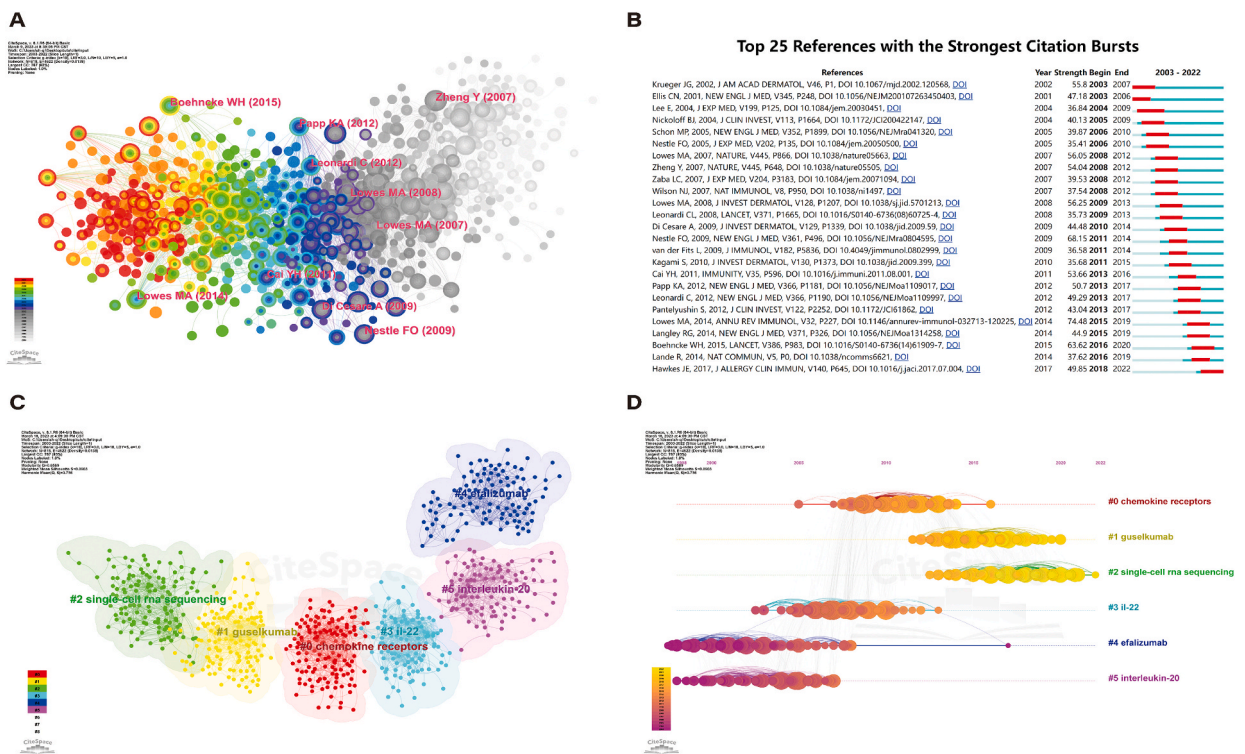 A
Boehncke WH (2015)
Zheng Y (2007)
Papp KA (2012)
Leonardi C (2012)
Lowes MA (2008)
Lowes MA (2007)
Cai YH (2011)
Lowes MA (2014)
Di Cesare A (2009)
Nestle FO (2009)
CiteSpace
B
Top 25 References with the Strongest Citation Bursts
References Year Strength Begin End 2003 - 2022
Krueger JG, 2002, J AM ACAD DERMATOL, V46, P1, DOI 10.1067/mjd.2002.120568, DOI 2002 55.8 2003 2007
Ellis CN, 2001, NEW ENGL J MED, V345, P248, DOI 10.1056/NEJM200107263450403, DOI 2001 47.18 2003 2006
Lee E, 2004, J EXP MED, V199, P125, DOI 10.1084/jem.20030451, DOI 2004 36.84 2004 2009
Nickoloff BJ, 2004, J CLIN INVEST, V113, P1664, DOI 10.1172/JCI200422147, DOI 2004 40.13 2005 2009
Schon MP, 2005, NEW ENGL J MED, V352, P1899, DOI 10.1056/NEJMra041320, DOI 2005 39.87 2006 2010
Nestle FO, 2005, J EXP MED, V202, P135, DOI 10.1084/jem.20050500, DOI 2005 35.41 2006 2010
Lowes MA, 2007, NATURE, V445, P866, DOI 10.1038/nature05663, DOI 2007 56.05 2008 2012
Zheng Y, 2007, NATURE, V445, P648, DOI 10.1038/nature05505, DOI 2007 54.04 2008 2012
Zaba LC, 2007, J EXP MED, V204, P3183, DOI 10.1084/jem.20071094, DOI 2007 39.53 2008 2012
Wilson NJ, 2007, NAT IMMUNOL, V8, P950, DOI 10.1038/ni1497, DOI 2007 37.54 2008 2012
Lowes MA, 2008, J INVEST DERMATOL, V128, P1207, DOI 10.1038/sj.jid.5701213, DOI 2008 56.25 2009 2013
Leonardi CL, 2008, LANCET, V371, P1665, DOI 10.1016/S0140-6736(08)60725-4, DOI 2008 35.73 2009 2013
Di Cesare A, 2009, J INVEST DERMATOL, V129, P1339, DOI 10.1038/jid.2009.59, DOI 2009 44.48 2010 2014
Nestle FO, 2009, NEW ENGL J MED, V361, P496, DOI 10.1056/NEJMra0804595, DOI 2009 68.15 2011 2014
van der Fits L, 2009, J IMMUNOL, V182, P5836, DOI 10.4049/jimmunol.0802999, DOI 2009 36.58 2011 2014
Kagami S, 2010, J INVEST DERMATOL, V130, P1373, DOI 10.1038/jid.2009.399, DOI 2010 35.68 2011 2015
Cai YH, 2011, IMMUNITY, V35, P596, DOI 10.1016/j.immuni.2011.08.001, DOI 2011 53.66 2013 2016
Papp KA, 2012, NEW ENGL J MED, V366, P1181, DOI 10.1056/NEJMoa1109017, DOI 2012 50.7 2013 2017
Leonardi C, 2012, NEW ENGL J MED, V366, P1190, DOI 10.1056/NEJMoa1109997, DOI 2012 49.29 2013 2017
Pantelyushin S, 2012, J CLIN INVEST, V122, P2252, DOI 10.1172/JCI61862, DOI 2012 43.04 2013 2017
Lowes MA, 2014, ANNU REV IMMUNOL, V32, P227, DOI 10.1146/annurev-immunol-032713-120225, DOI 2014 74.48 2015 2019
Langley RG, 2014, NEW ENGL J MED, V371, P326, DOI 10.1056/NEJMoa1314258, DOI 2014 44.9 2015 2019
Boehncke WH, 2015, LANCET, V386, P983, DOI 10.1016/S0140-6736(14)61909-7, DOI 2015 63.62 2016 2020
Lande R, 2014, NAT COMMUN, V5, P0, DOI 10.1038/ncomms6621, DOI 2014 37.62 2016 2019
Hawkes JE, 2017, J ALLERGY CLIN IMMUN, V140, P645, DOI 10.1016/j.jaci.2017.07.004, DOI 2017 49.85 2018 2022
C
#4 efalizumab
#5 interleukin-20
#2 single-cell rna sequencing
#1 guselkumab
#3 il-22
#0 chemokine receptors
CiteSpace
CiteSpace
D
2000 2005 2010 2015 2020 2022
#0 chemokine receptors
#1 guselkumab
#2 single-cell rna sequencing
#3 il-22
#4 efalizumab
#5 interleukin-20
CiteSpace
CiteSpace